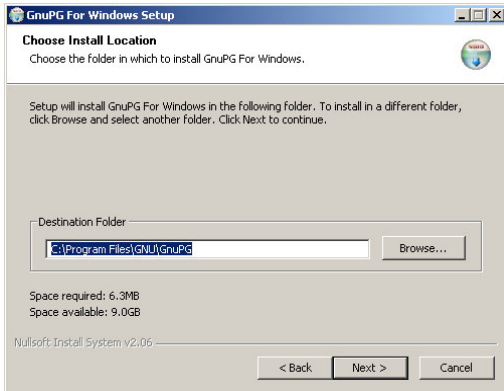 GnuPG For Windows Setup
Choose Install Location
Choose the folder in which to install GnuPG For Windows.
Setup will install GnuPG For Windows in the following folder. To install in a different folder,
click Browse and select another folder. Click Next to continue.
Destination Folder
C:\Program Files\GNU\GnuPG
Browse...
Space required: 6.3MB
Space available: 9.0GB
Nullsoft Install System v2.06
< Back
Next >
Cancel